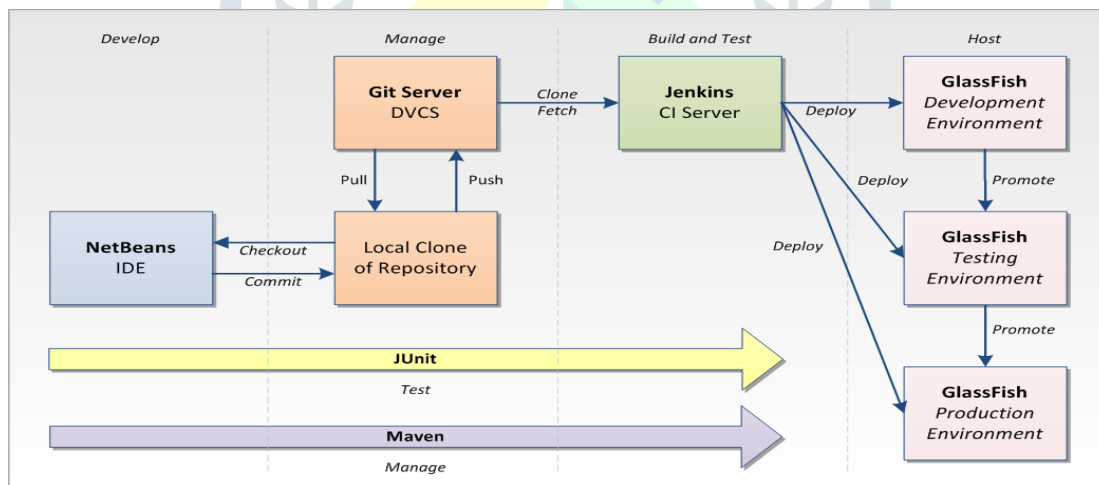 Develop
Manage
Build and Test
Host
Git Server
DVCS
Clone
Fetch
Jenkins
CI Server
Deploy
GlassFish
Development
Environment
Pull
Push
Deploy
Promote
NetBeans
IDE
Checkout
Commit
Local Clone
of Repository
Deploy
GlassFish
Testing
Environment
Promote
JUnit
Test
GlassFish
Production
Environment
Maven
Manage